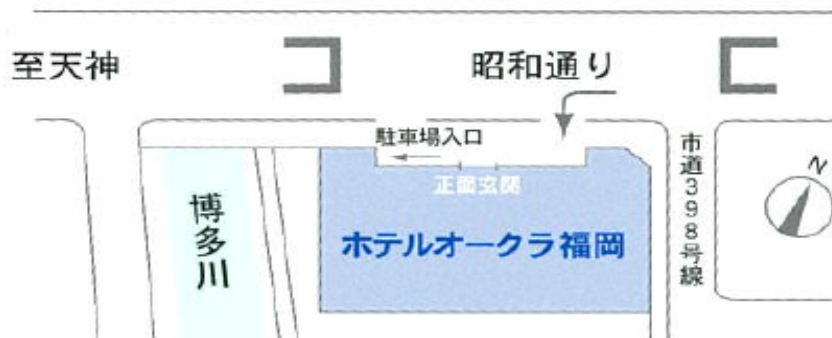 至天神
昭和通り
駐車場入口
正面玄関
市道398号線
N
博多川
ホテルオークラ福岡